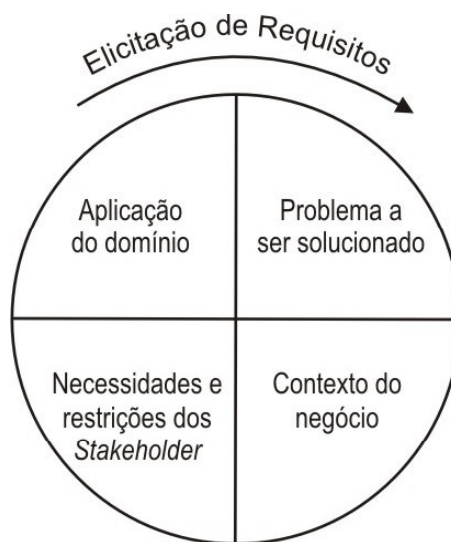 Elicitação de Requisitos
Aplicação
do domínio
Problema a
ser solucionado
Necessidades e
restrições dos
Stakeholder
Contexto do
negócio